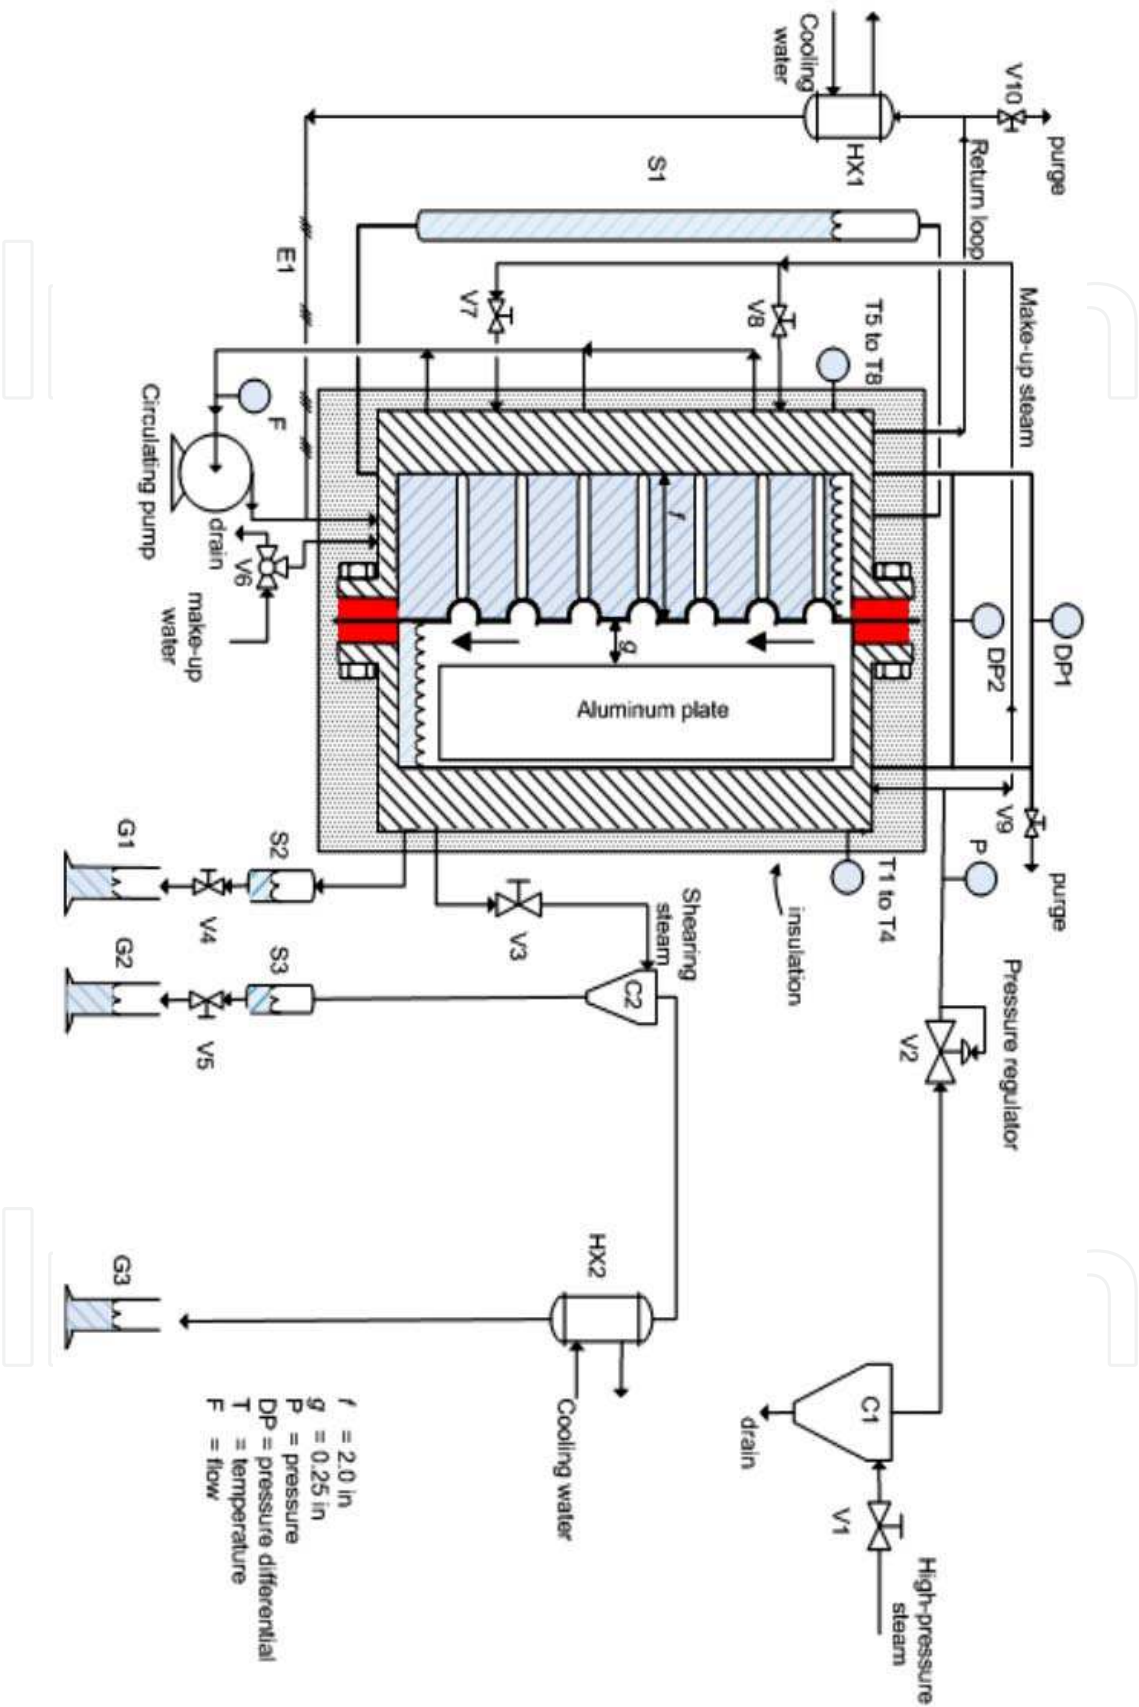 Cooling
water
V10
purge
HX1
Return loop
S1
E1
Make-up steam
T5 to T8
V8
V7
F
Circulating pump
drain
V6
make-up
water
f
g
Aluminum plate
DP1
DP2
V9
purge
P
T1 to T4
insulation
Pressure regulator
V2
Shearing
steam
V3
C2
S2
G1
V4
S3
G2
V5
HX2
Cooling water
G3
C1
drain
V1
High-pressure
steam
f = 2.0 in
g = 0.25 in
P = pressure
DP = pressure differential
T = temperature
F = flow